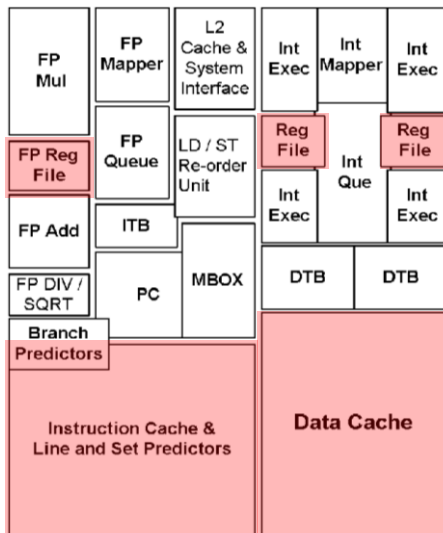 FP
Mul
FP
Mapper
L2
Cache &
System
Interface
Int
Exec
Int
Mapper
Int
Exec
FP Reg
File
FP
Queue
LD / ST
Re-order
Unit
Reg
File
Int
Que
Reg
File
Int
Exec
Int
Exec
FP Add
ITB
FP DIV /
SQRT
PC
MBOX
DTB
DTB
Branch
Predictors
Instruction Cache &
Line and Set Predictors
Data Cache